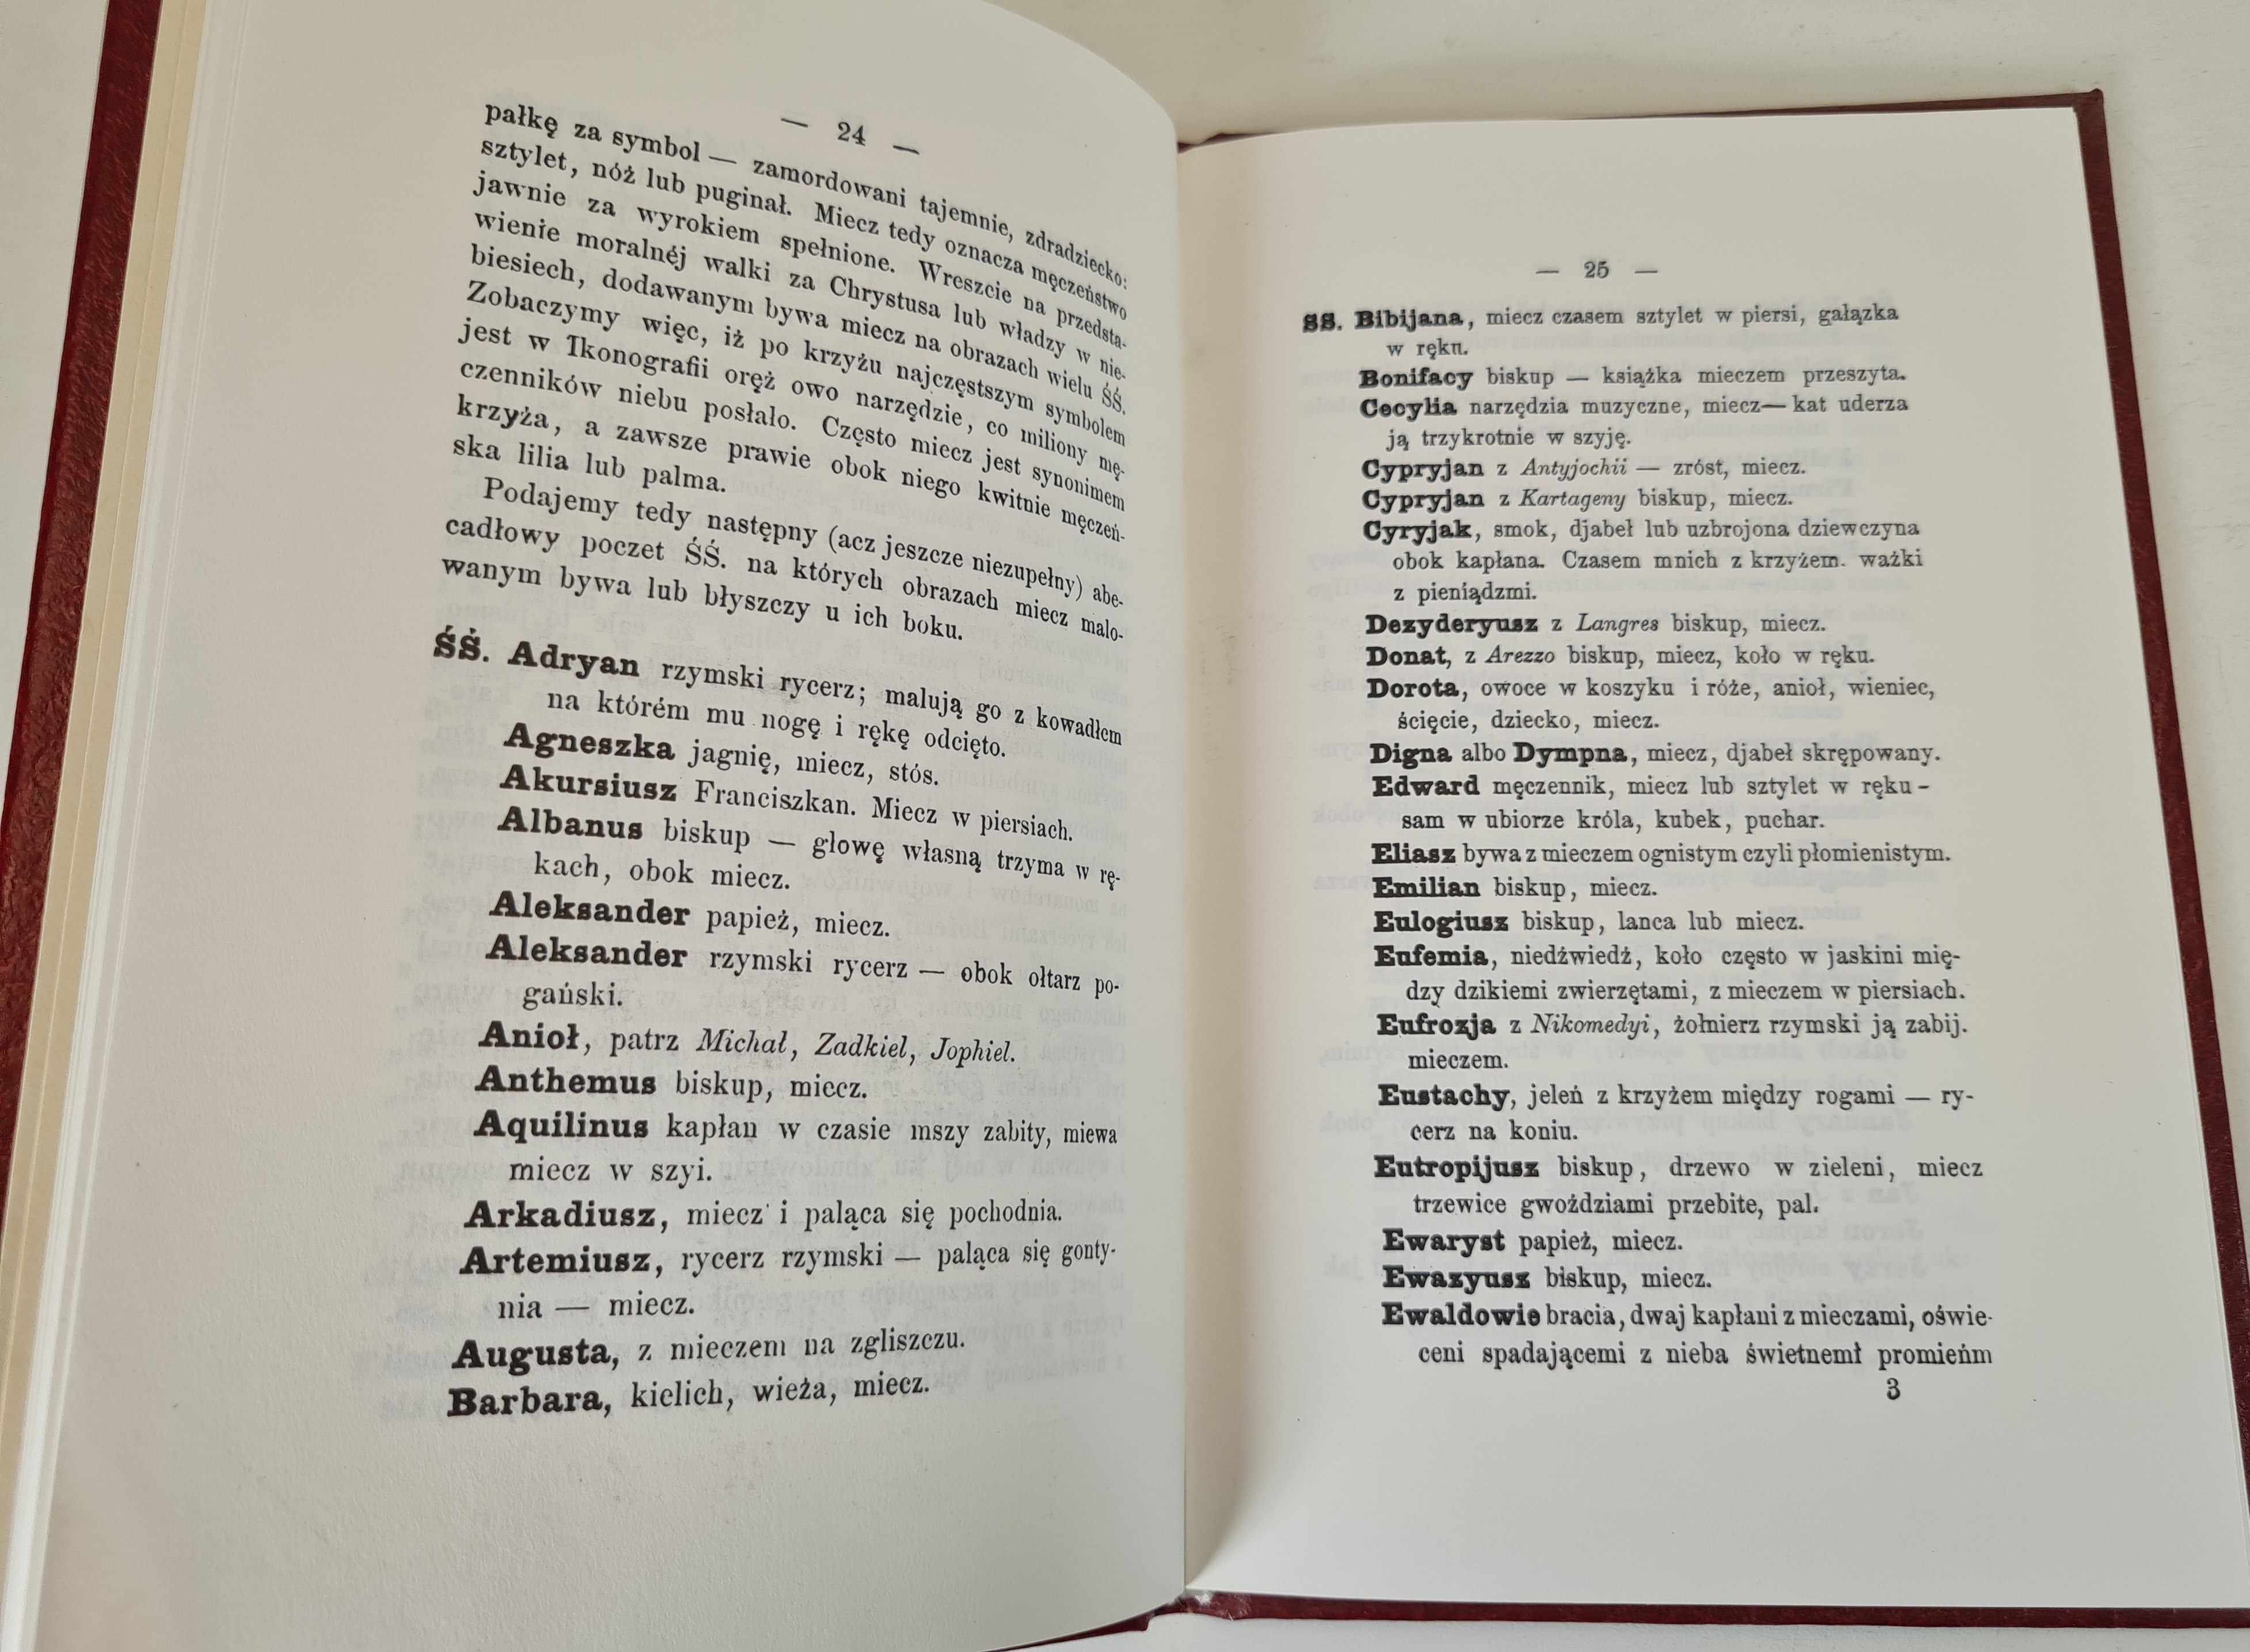 — 24 —
pałkę za symbol — zamordowani tajemnie, zdradziecko:
sztylet, nóż lub puginał. Miecz tedy oznacza męczeństwo
jawnie za wyrokiem spełnione. Wreszcie na przedsta-
wienie moralnéj walki za Chrystusa lub władzy w nie-
biesiech, dodawanym bywa miecz na obrazach wielu ŚŚ.
Zobaczymy więc, iż po krzyżu najczęstszym symbolem
jest w Ikonografii oręż owo narzędzie, co miliony mę-
czenników niebu posłało. Często miecz jest synonimem
krzyża, a zawsze prawie obok niego kwitnie męczeń-
ska lilia lub palma.
Podajemy tedy następny (acz jeszcze niezupełny) abe-
cadłowy poczet ŚŚ. na których obrazach miecz malo-
wanym bywa lub błyszczy u ich boku.
ŚŚ. Adryan rzymski rycerz; malują go z kowadłem
na którém mu nogę i rękę odcięto.
Agneszka jagnię, miecz, stós.
Akursiusz Franciszkan. Miecz w piersiach.
Albanus biskup — głowę własną trzyma w rę-
kach, obok miecz.
Aleksander papież, miecz.
Aleksander rzymski rycerz — obok ołtarz po-
gański.
Anioł, patrz Michał, Zadkiel, Jophiel.
Anthemus biskup, miecz.
Aquilinus kapłan w czasie mszy zabity, miewa
miecz w szyi.
Arkadiusz, miecz i paląca się pochodnia.
Artemiusz, rycerz rzymski — paląca się gonty-
nia — miecz.
Augusta, z mieczem na zgliszczu.
Barbara, kielich, wieża, miecz.
— 25 —
ŚŚ. Bibijana, miecz czasem sztylet w piersi, gałązka
w ręku.
Bonifacy biskup — książka mieczem przeszyta.
Cecylia narzędzia muzyczne, miecz— kat uderza
ją trzykrotnie w szyję.
Cypryjan z Antyjochii — zróst, miecz.
Cypryjan z Kartageny biskup, miecz.
Cyryjak, smok, djabeł lub uzbrojona dziewczyna
obok kapłana. Czasem mnich z krzyżem. ważki
z pieniądzmi.
Dezyderyusz z Langres biskup, miecz.
Donat, z Arezzo biskup, miecz, koło w ręku.
Dorota, owoce w koszyku i róże, anioł, wieniec,
ścięcie, dziecko, miecz.
Digna albo Dympna, miecz, djabeł skrępowany.
Edward męczennik, miecz lub sztylet w ręku -
sam w ubiorze króla, kubek, puchar.
Eliasz bywa z mieczem ognistym czyli płomienistym.
Emilian biskup, miecz.
Eulogiusz biskup, lanca lub miecz.
Eufemia, niedźwiedź, koło często w jaskini mię-
dzy dzikiemi zwierzętami, z mieczem w piersiach.
Eufrozja z Nikomedyi, żołnierz rzymski ją zabij.
mieczem.
Eustachy, jeleń z krzyżem między rogami — ry-
cerz na koniu.
Eutropijusz biskup, drzewo w zieleni, miecz
trzewice gwoździami przebite, pal.
Ewaryst papież, miecz.
Ewazyusz biskup, miecz.
Ewaldowie bracia, dwaj kapłani z mieczami, oświe-
ceni spadającemi z nieba świetnemi promieńm
3